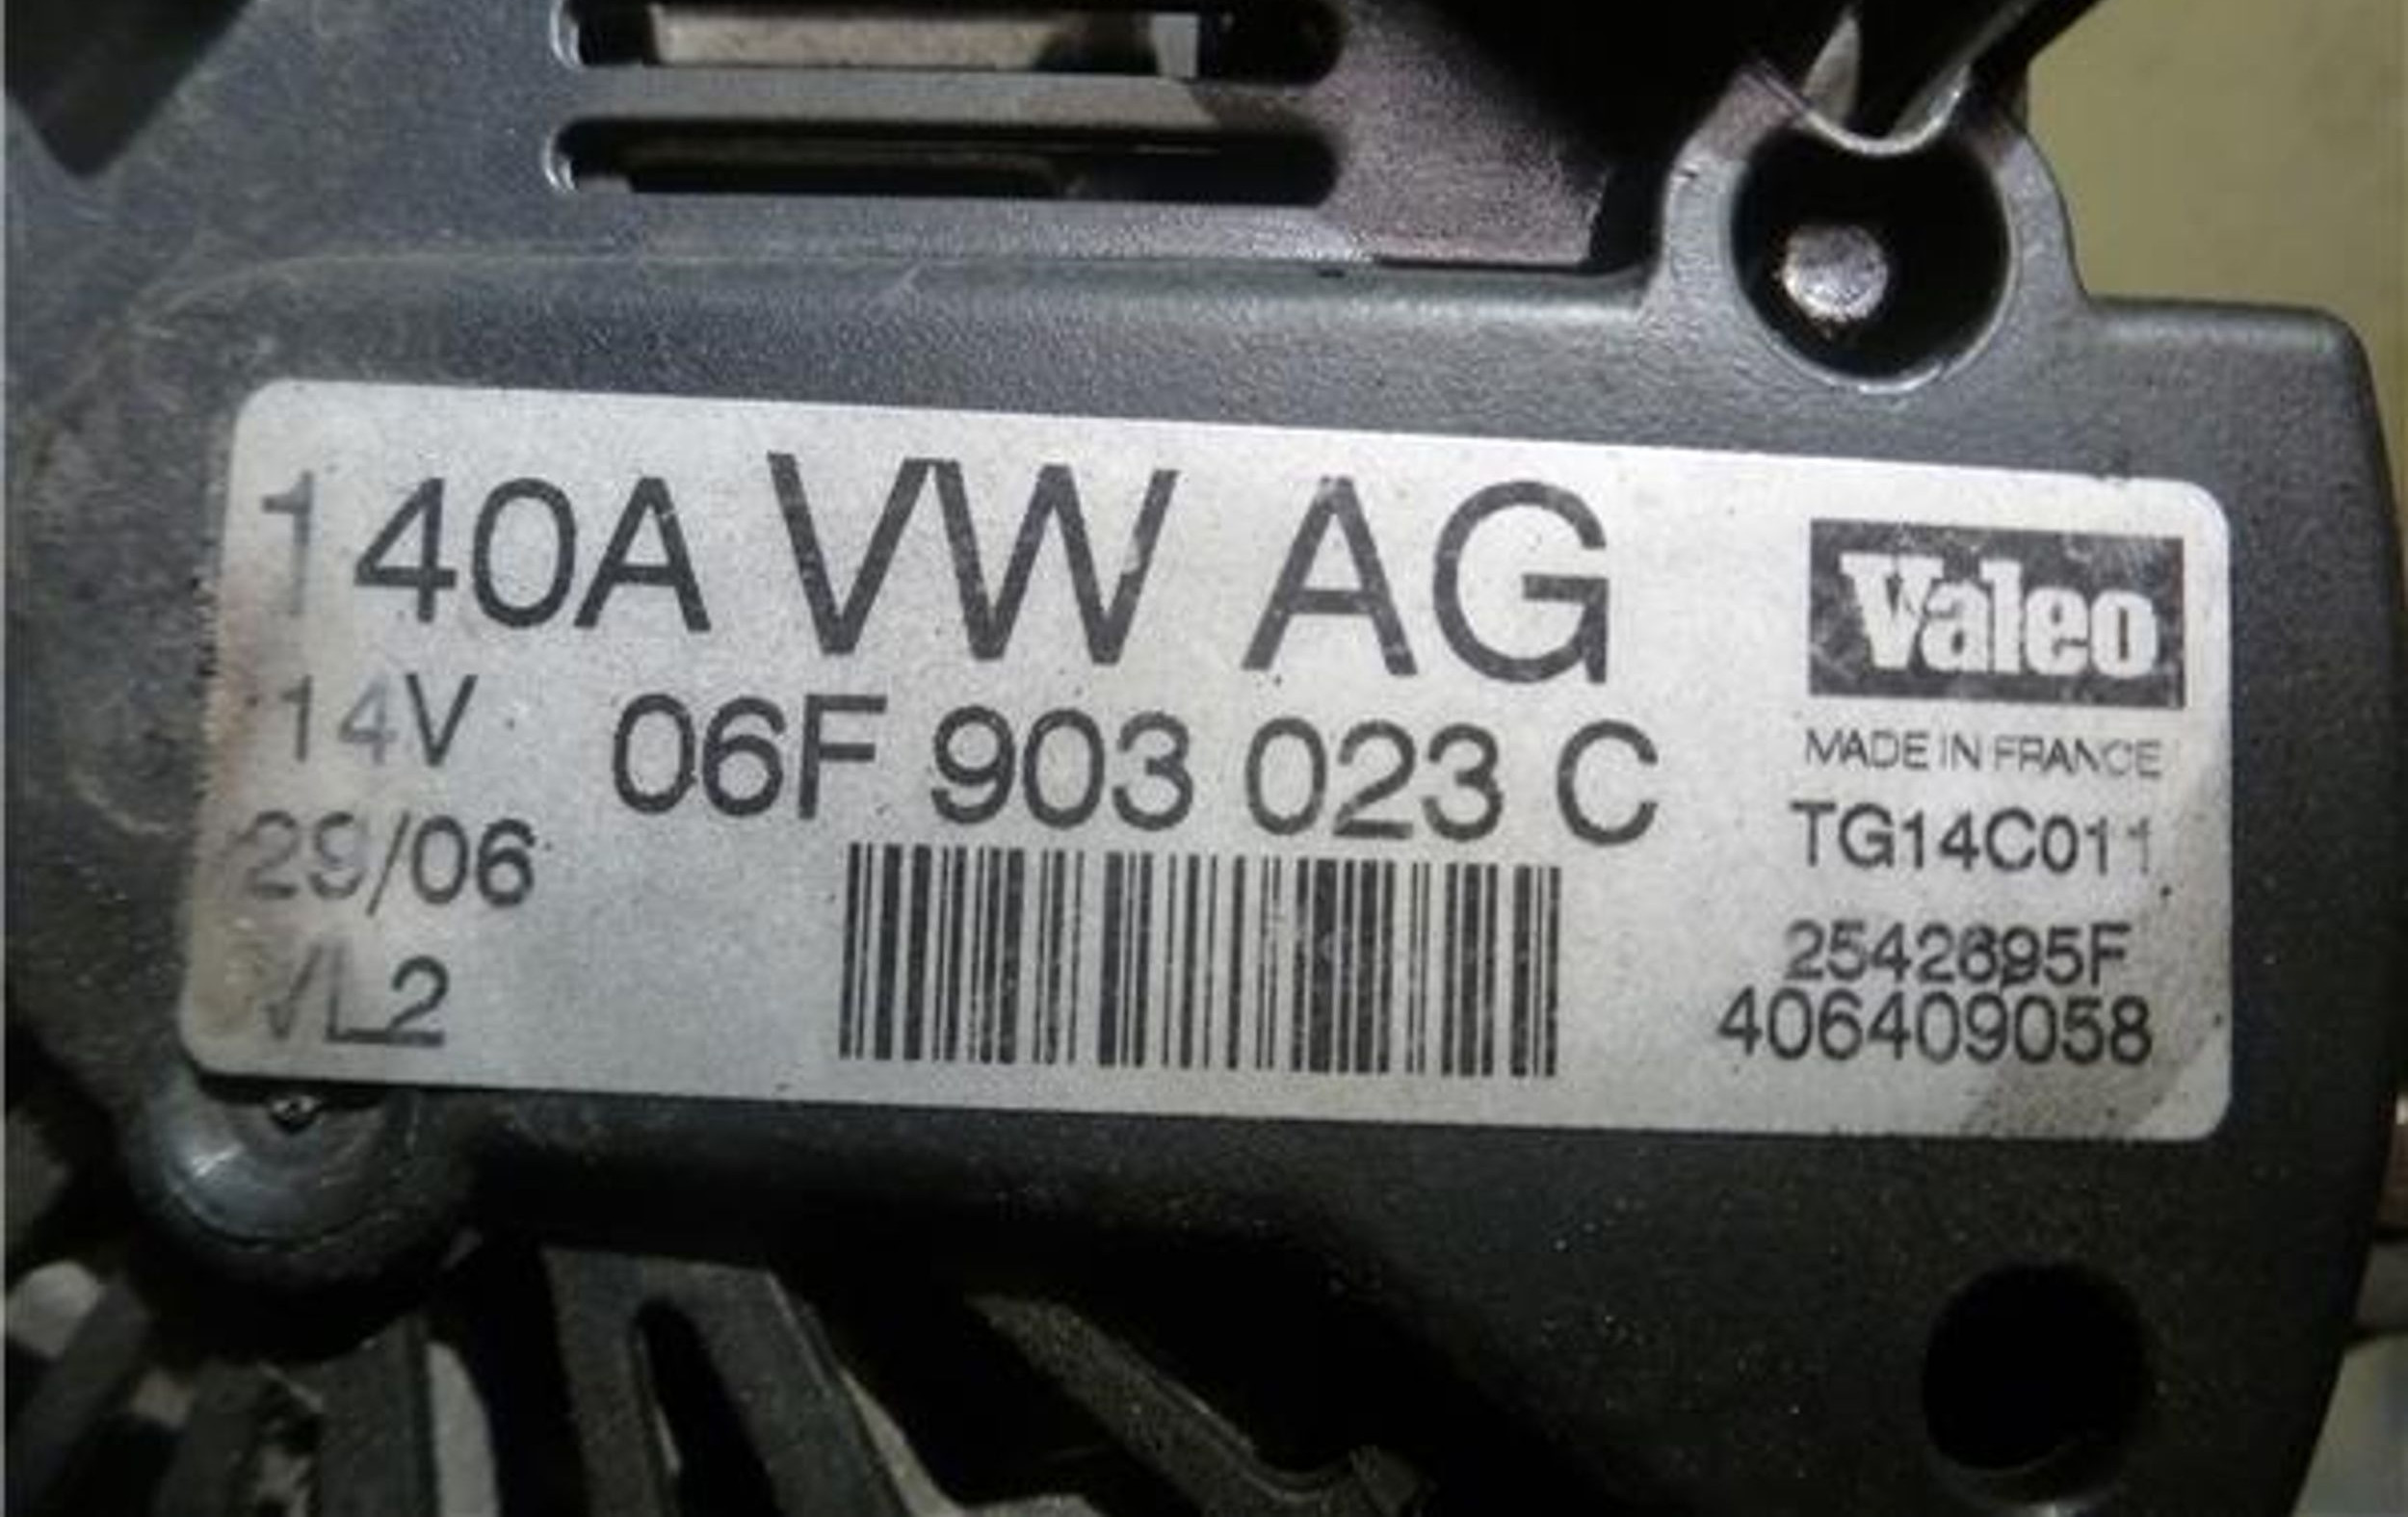 140A VW AG
14V 06F 903 023 C
29/06
VL2
Valeo
MADE IN FRANCE
TG14C011
2542695F
406409058